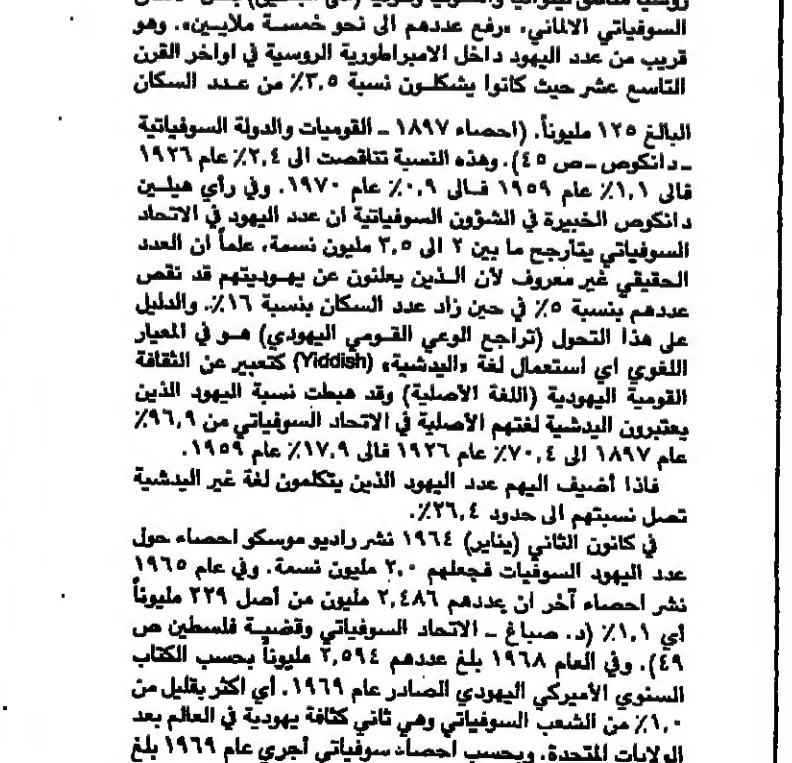 السوفياتي الالماني، «رفع عددهم الى نحو خمسة ملايين». وهو
قريب من عدد اليهود داخل الامبراطورية الروسية في اواخر القرن
التاسع عشر حيث كانوا يشكلون نسبة ٣,٥٪ من عدد السكان
البالغ ١٢٥ مليوناً. (احصاء ١٨٩٧ ـ القوميات والدولة السوفياتية
ـ دانكوص ـ ص ٤٥). وهذه النسبة تناقصت الى ٢,٤٪ عام ١٩٢٦
فالى ١,١٪ عام ١٩٥٩ فالى ٠,٩٪ عام ١٩٧٠. وفي رأي هيلين
دانكوص الخبيرة في الشؤون السوفياتية ان عدد اليهود في الاتحاد
السوفياتي يتأرجح ما بين ٢ الى ٣,٥ مليون نسمة، علماً ان العدد
الحقيقي غير معروف لأن الذين يعلنون عن يهوديتهم قد نقص
عددهم بنسبة ٥٪ في حين زاد عدد السكان بنسبة ١٦٪. والدليل
على هذا التحول (تراجع الوعي القومي اليهودي) هو في المعيار
اللغوي اي استعمال لغة «اليدشية» (Yiddish) كتعبير عن الثقافة
القومية اليهودية (اللغة الأصلية) وقد هبطت نسبة اليهود الذين
يعتبرون اليدشية لغتهم الأصلية في الاتحاد السوفياتي من ٩٦,٩٪
عام ١٨٩٧ الى ٧٠,٤٪ عام ١٩٢٦ فالى ١٧,٩٪ عام ١٩٥٩.
فاذا أضيف اليهم عدد اليهود الذين يتكلمون لغة غير اليدشية
تصل نسبتهم الى حدود ٢٦,٤٪.
في كانون الثاني (يناير) ١٩٦٤ نشر راديو موسكو احصاء حول
عدد اليهود السوفيات فجعلهم ٢,٠ مليون نسمة. وفي عام ١٩٦٥
نشر احصاء آخر ان عددهم ٢,٤٨٦ مليون من أصل ٢٢٩ مليوناً
أي ١,١٪ (د. صباغ ـ الاتحاد السوفياتي وقضية فلسطين ص
٤٩). وفي العام ١٩٦٨ بلغ عددهم ٢,٥٩٤ مليوناً بحسب الكتاب
السنوي الأميركي اليهودي الصادر عام ١٩٦٩. أي اكثر بقليل من
١,٠٪ من الشعب السوفياتي وهي ثاني كثافة يهودية في العالم بعد
الولايات المتحدة. وبحسب احصاء سوفياتي أجري عام ١٩٦٩ بلغ